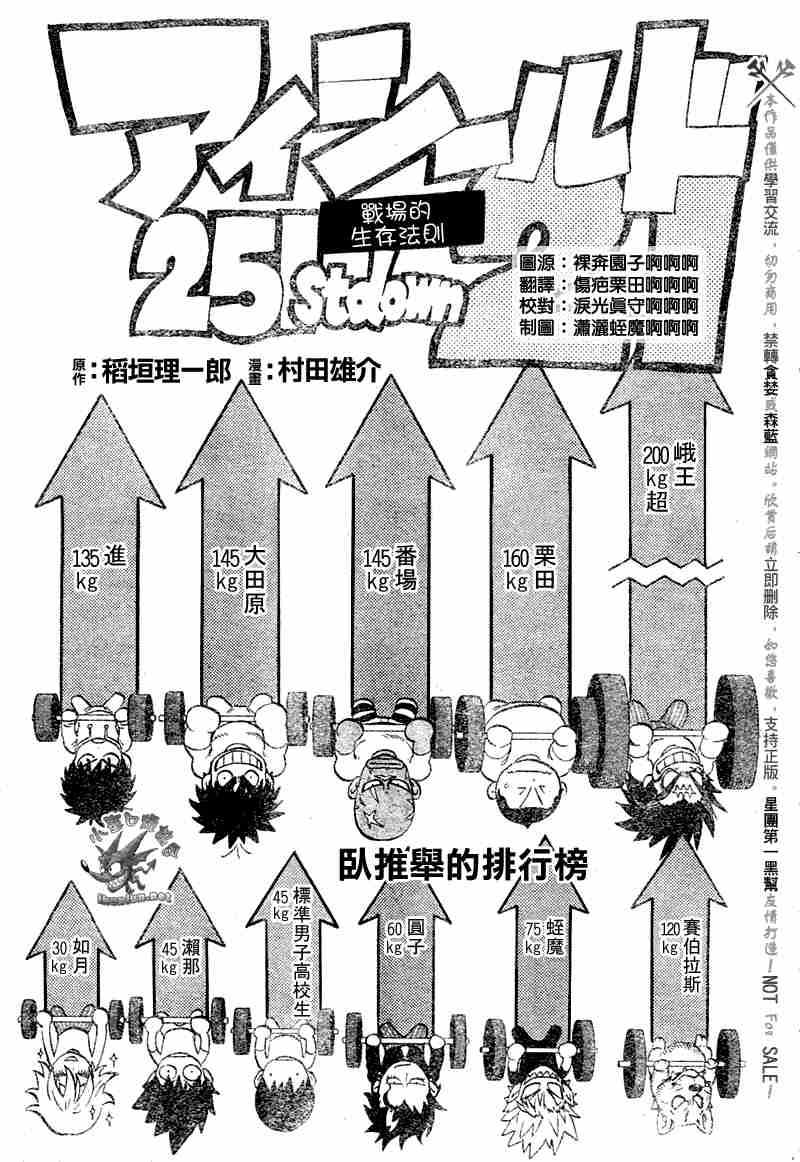 アイシールド21
251st down
戰場的
生存法則
圖源：裸奔園子啊啊啊
翻譯：傷疤栗田啊啊啊
校對：淚光眞守啊啊啊
制圖：瀟灑蛭魔啊啊啊
原作：稻垣理一郎 漫畫：村田雄介
進
135kg
大田原
145kg
番場
145kg
栗田
160kg
峨王
200kg超
臥推舉的排行榜
如月
30kg
瀨那
45kg
標準男子高校生
45kg
圓子
60kg
蛭魔
75kg
賽伯拉斯
120kg
本作品僅供學習交流，切勿商用，禁轉貪婪或森藍網站。欣賞后請立即刪除，如您喜歡，支持正版。星團第一黑幫友情打造—NOT For SALE—